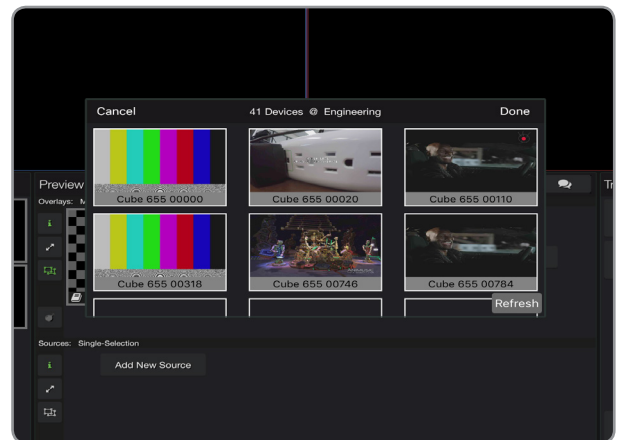 Cancel
41 Devices @ Engineering
Done
Cube 655 00000
Cube 655 00020
Cube 655 00110
Cube 655 00318
Cube 655 00746
Cube 655 00784
Refresh
Preview
Overlays: M
Tr
Sources: Single-Selection
Add New Source